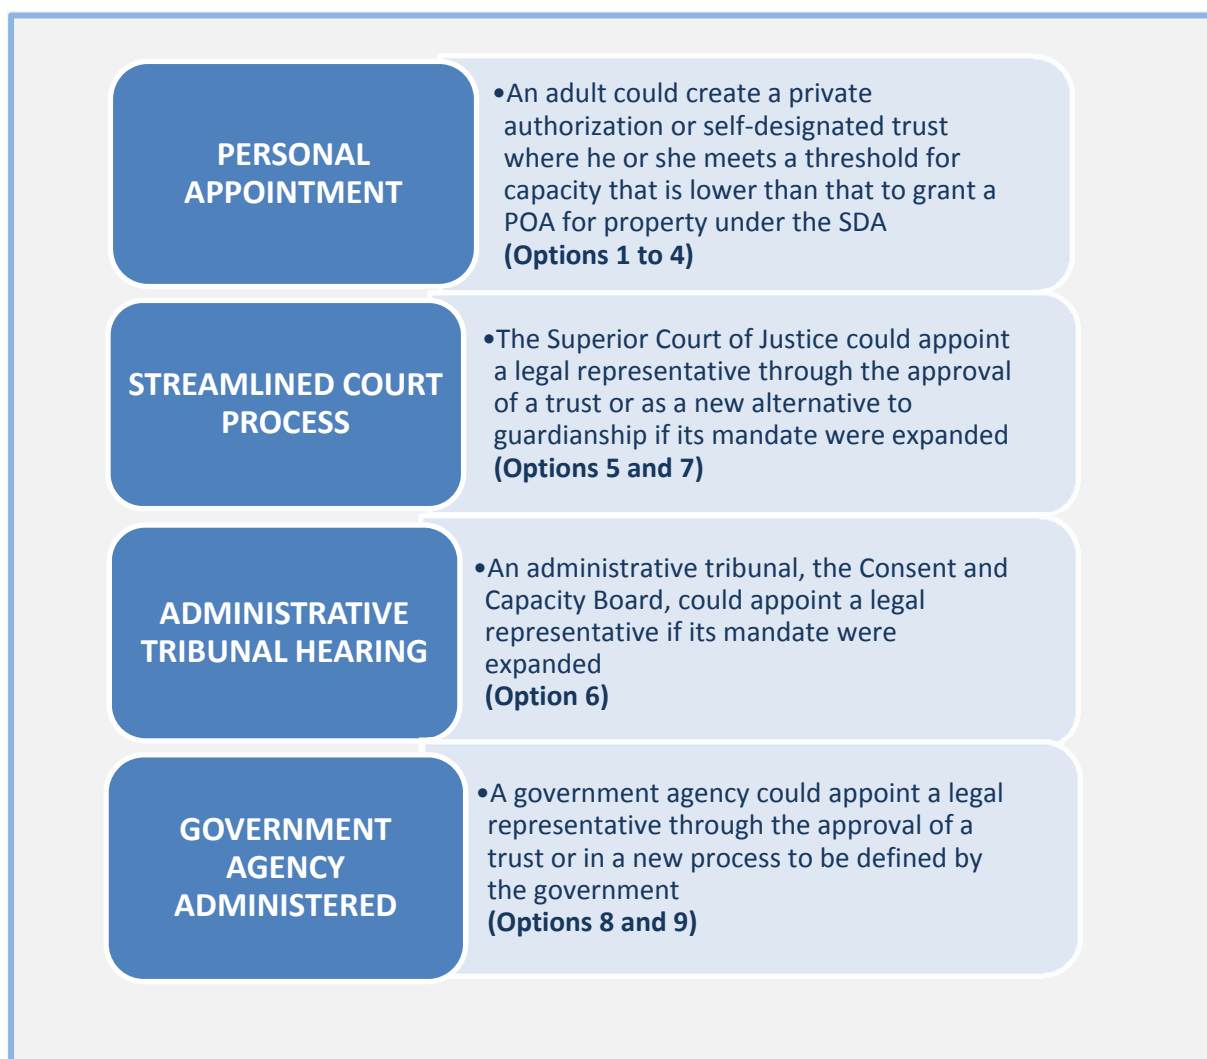 PERSONAL
APPOINTMENT
•An adult could create a private
authorization or self-designated trust
where he or she meets a threshold for
capacity that is lower than that to grant a
POA for property under the SDA
(Options 1 to 4)
STREAMLINED COURT
PROCESS
•The Superior Court of Justice could appoint
a legal representative through the approval
of a trust or as a new alternative to
guardianship if its mandate were expanded
(Options 5 and 7)
ADMINISTRATIVE
TRIBUNAL HEARING
•An administrative tribunal, the Consent and
Capacity Board, could appoint a legal
representative if its mandate were
expanded
(Option 6)
GOVERNMENT
AGENCY
ADMINISTERED
•A government agency could appoint a legal
representative through the approval of a
trust or in a new process to be defined by
the government
(Options 8 and 9)